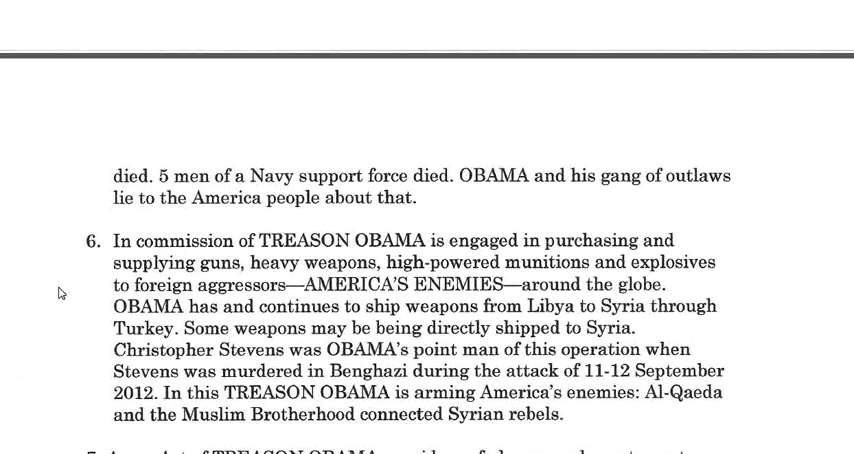 died. 5 men of a Navy support force died. OBAMA and his gang of outlaws
lie to the America people about that.
6. In commission of TREASON OBAMA is engaged in purchasing and
supplying guns, heavy weapons, high-powered munitions and explosives
to foreign aggressors—AMERICA'S ENEMIES—around the globe.
OBAMA has and continues to ship weapons from Libya to Syria through
Turkey. Some weapons may be being directly shipped to Syria.
Christopher Stevens was OBAMA's point man of this operation when
Stevens was murdered in Benghazi during the attack of 11-12 September
2012. In this TREASON OBAMA is arming America's enemies: Al-Qaeda
and the Muslim Brotherhood connected Syrian rebels.